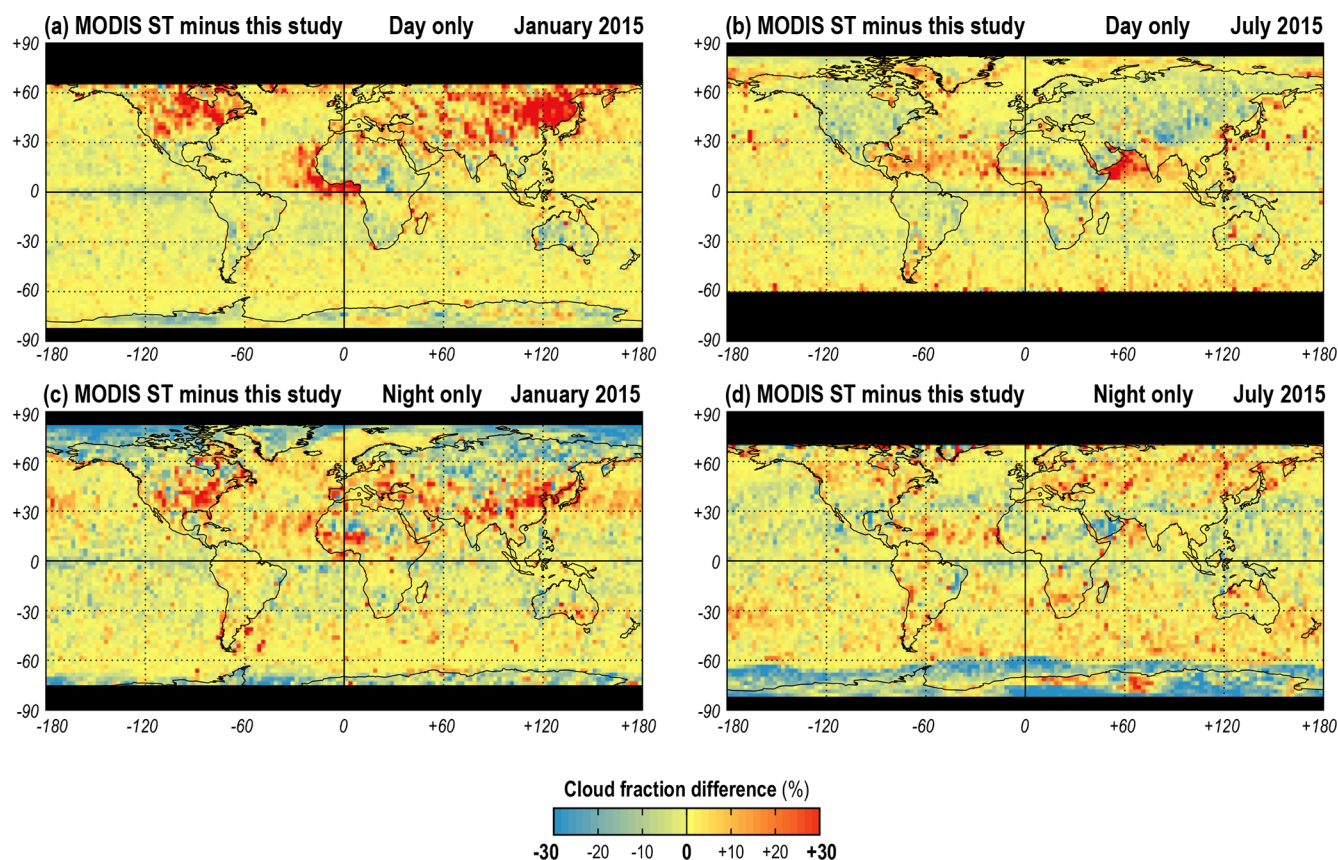 (a) MODIS ST minus this study Day only January 2015
+90
+60
+30
0
-30
-60
-90
-180 -120 -60 0 +60 +120 +180
(b) MODIS ST minus this study Day only July 2015
+90
+60
+30
0
-30
-60
-90
-180 -120 -60 0 +60 +120 +180
(c) MODIS ST minus this study Night only January 2015
+90
+60
+30
0
-30
-60
-90
-180 -120 -60 0 +60 +120 +180
(d) MODIS ST minus this study Night only July 2015
+90
+60
+30
0
-30
-60
-90
-180 -120 -60 0 +60 +120 +180
Cloud fraction difference (%)
-30 -20 -10 0 +10 +20 +30